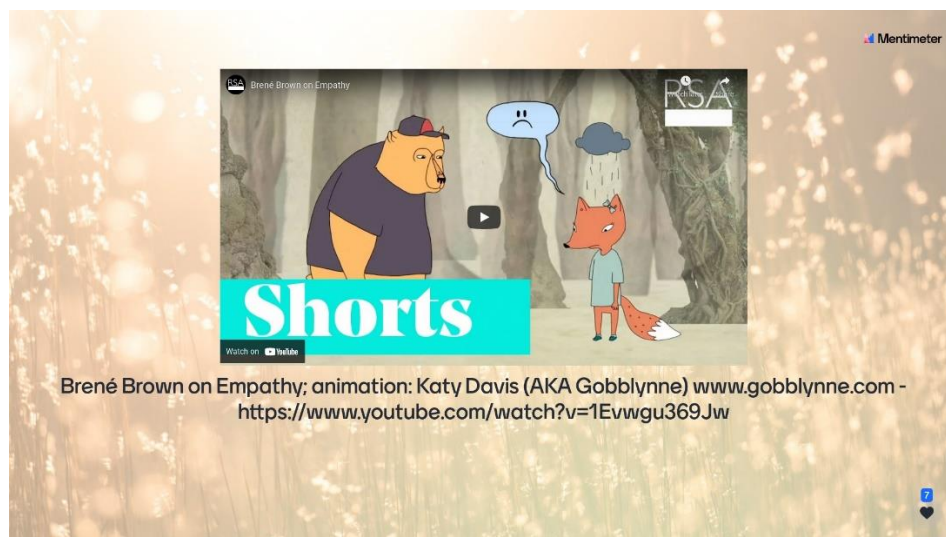 Mentimeter
Brené Brown on Empathy
RSA
RSA
Shorts
Watch on YouTube
Brené Brown on Empathy; animation: Katy Davis (AKA Gobblynne) www.gobblynne.com -
https://www.youtube.com/watch?v=1Evwgu369Jw
7